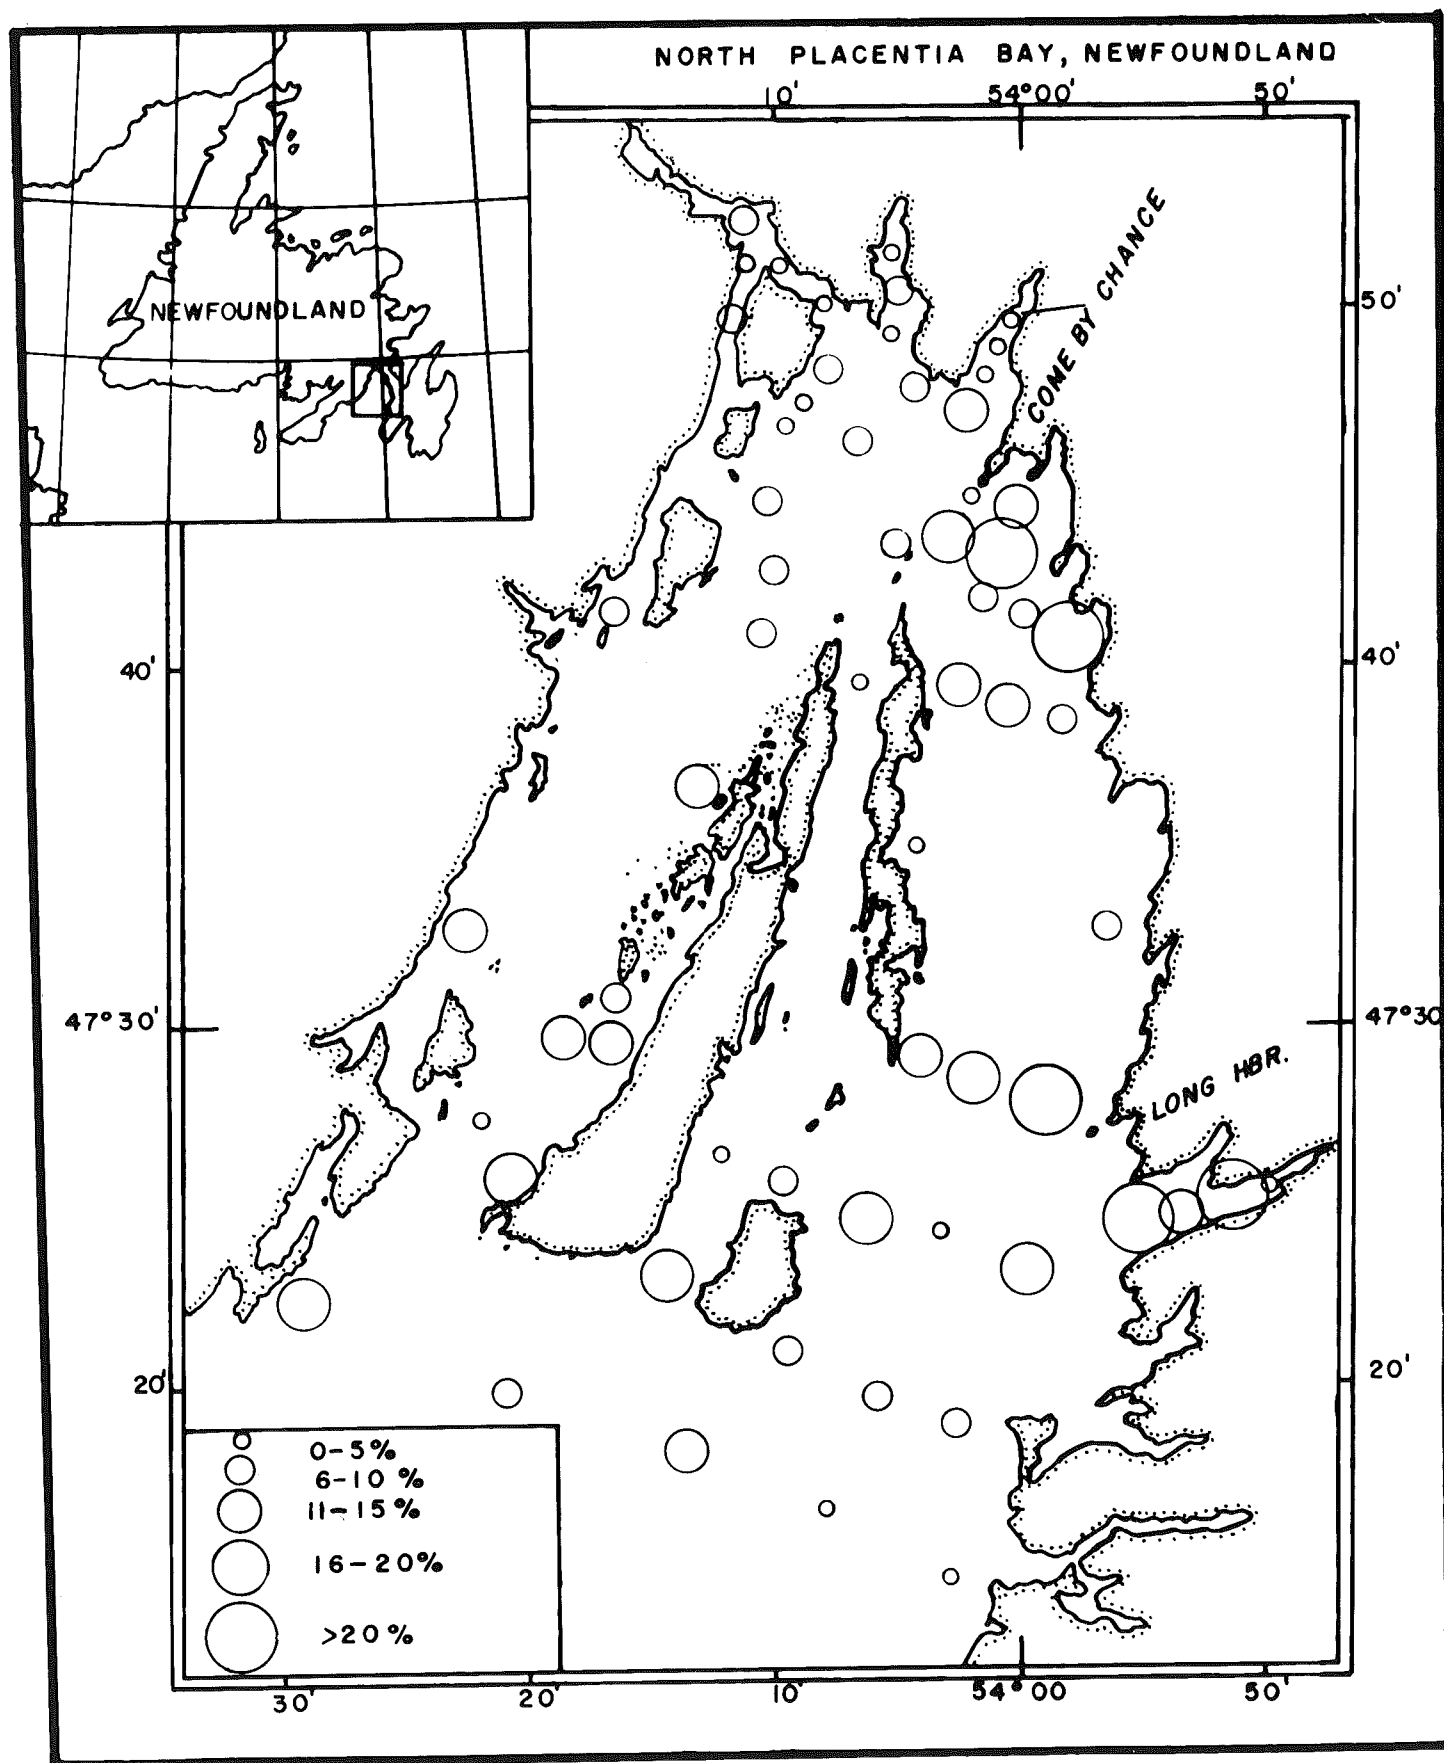 NORTH PLACENTIA BAY, NEWFOUNDLAND
10' 54°00' 50'
COME BY CHANCE
NEWFOUNDLAND
50'
40' 40'
47°30' 47°30
LONG HBR.
20' 20'
0-5%
6-10 %
11-15%
16-20%
>20%
30' 20' 10' 54°00' 50'